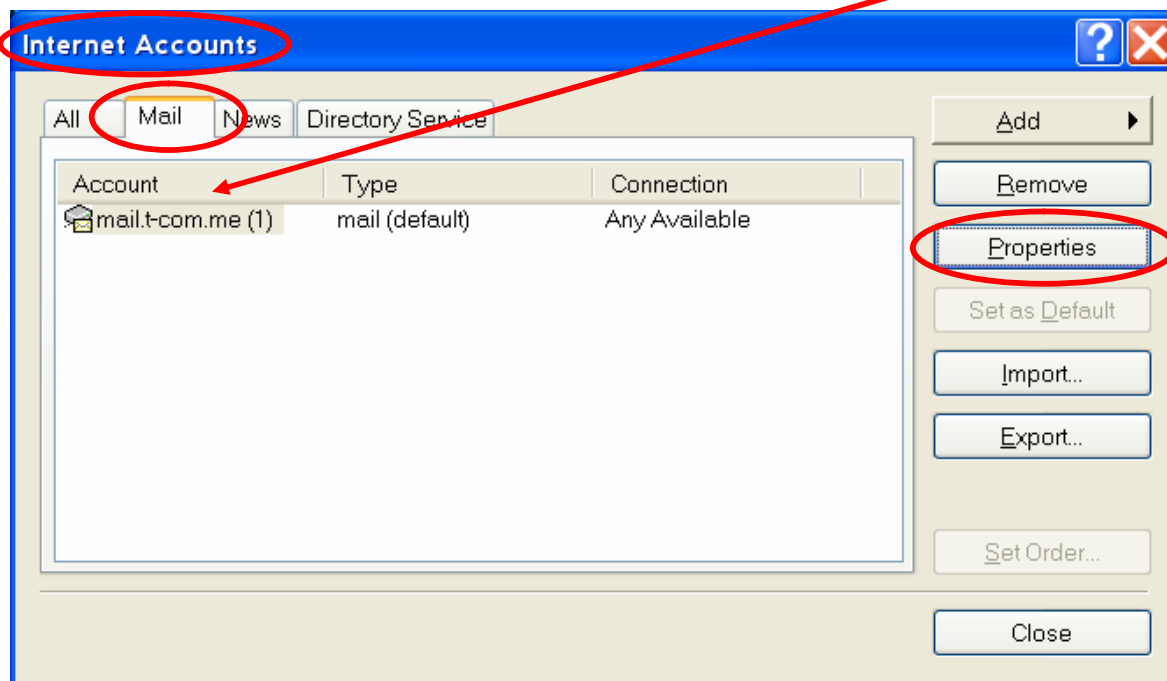 Internet Accounts
All Mail News Directory Service
Add
Account Type Connection
Remove
mail.t-com.me (1) mail (default) Any Available
Properties
Set as Default
Import...
Export...
Set Order...
Close